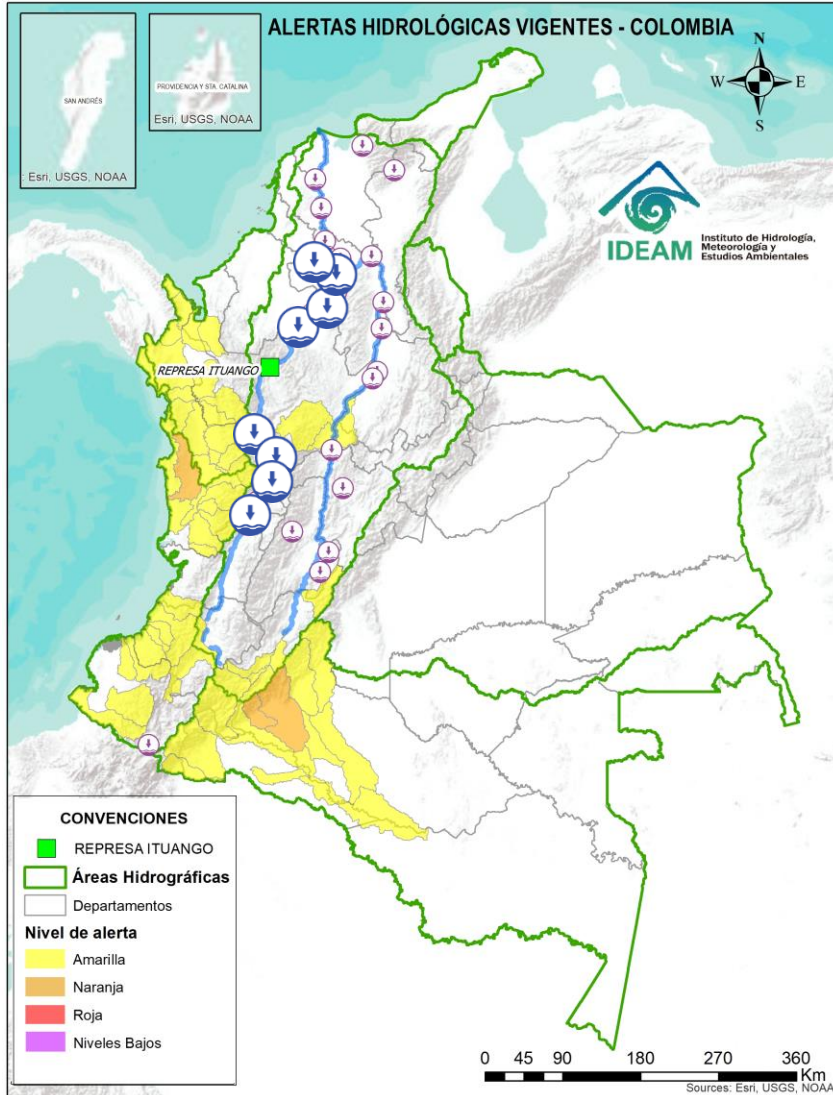 ALERTAS HIDROLÓGICAS VIGENTES - COLOMBIA
SAN ANDRÉS
: Esri, USGS, NOAA
PROVIDENCIA Y STA. CATALINA
Esri, USGS, NOAA
N
W
E
S
IDEAM
Instituto de Hidrología,
Meteorología y
Estudios Ambientales
REPRESA ITUANGO
CONVENCIONES
REPRESA ITUANGO
Áreas Hidrográficas
Departamentos
Nivel de alerta
Amarilla
Naranja
Roja
Niveles Bajos
0 45 90 180 270 360
Km
Sources: Esri, USGS, NOAA